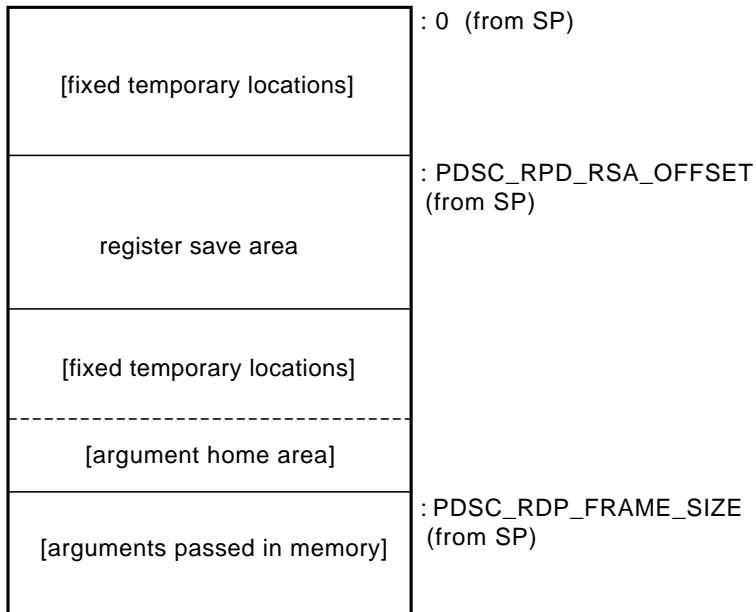 : 0 (from SP)
[fixed temporary locations]
: PDSC_RPD_RSA_OFFSET
(from SP)
register save area
[fixed temporary locations]
[argument home area]
: PDSC_RDP_FRAME_SIZE
(from SP)
[arguments passed in memory]